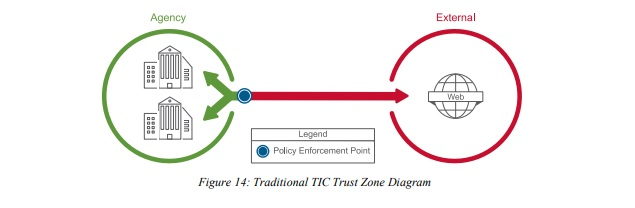 Agency
External
Web
Legend
Policy Enforcement Point
Figure 14: Traditional TIC Trust Zone Diagram